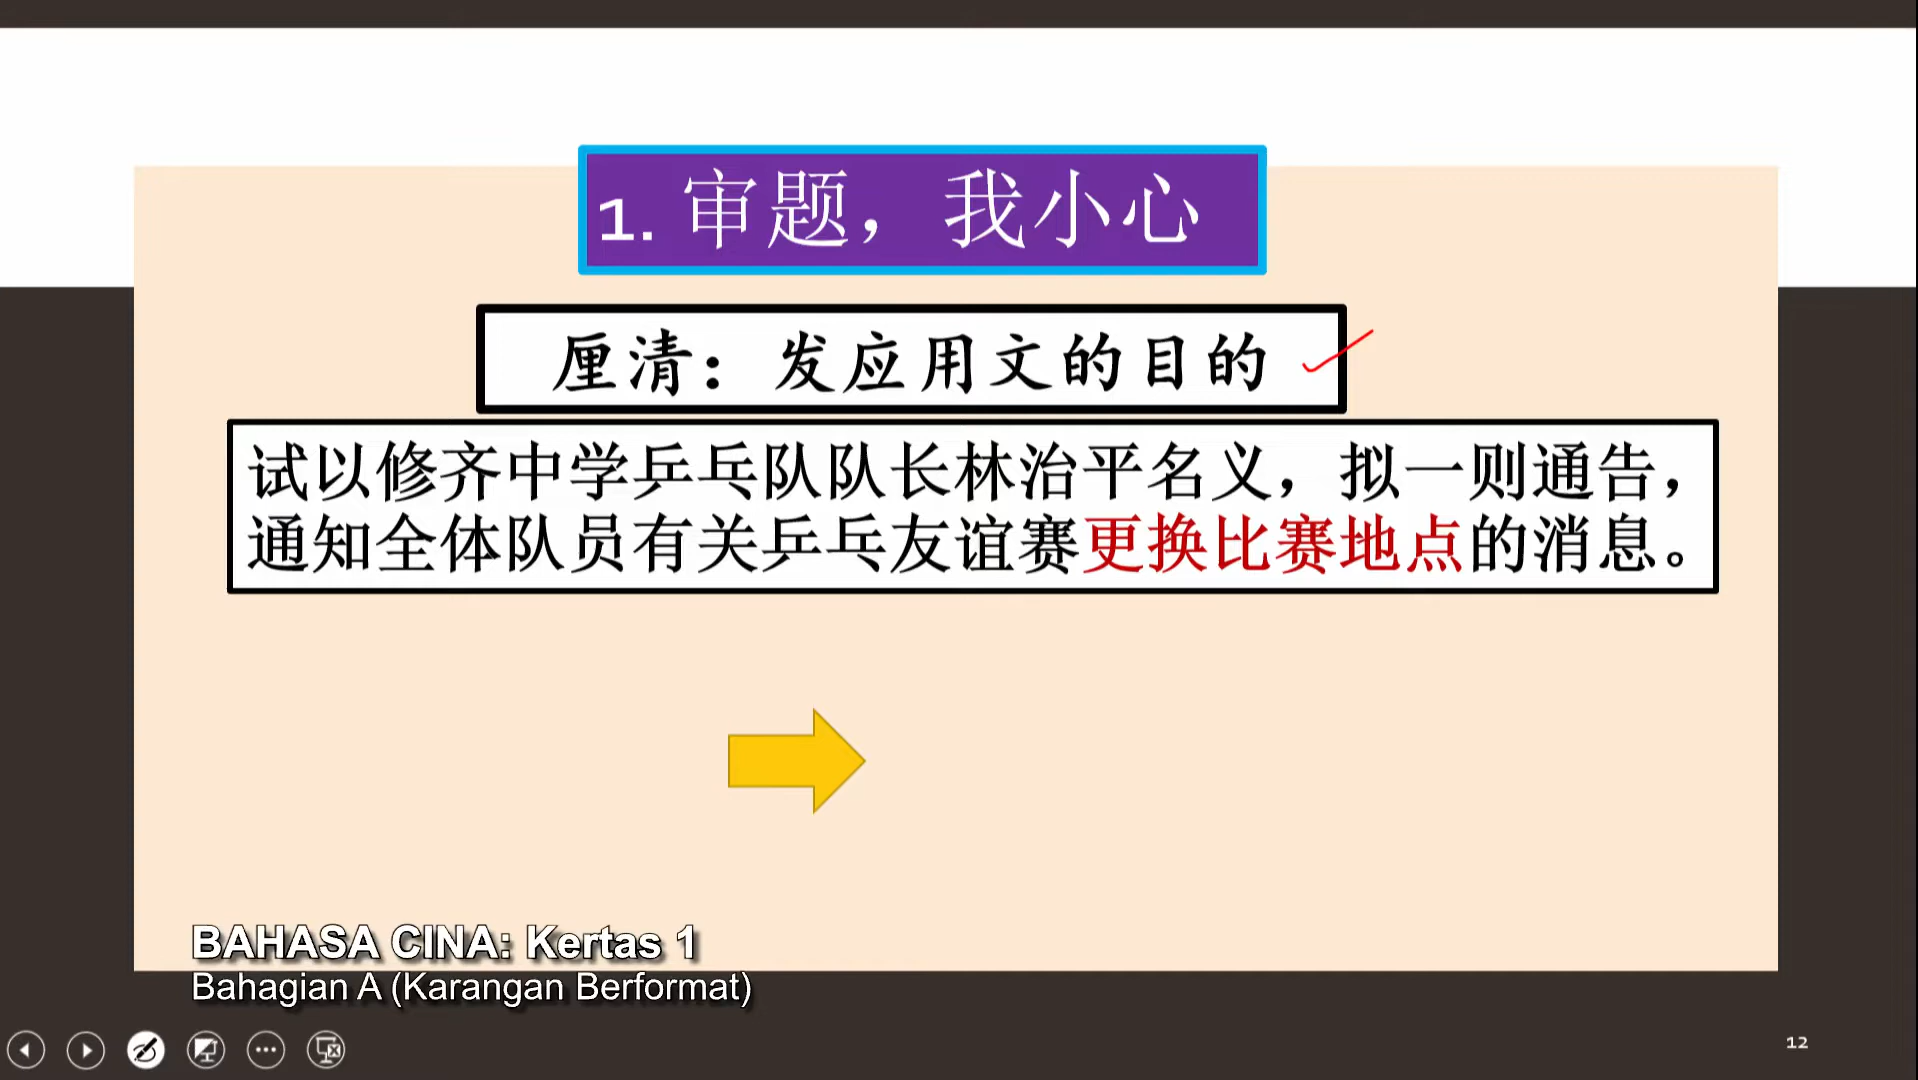 1. 审题，我小心
厘清：发应用文的目的
试以修齐中学乒乓队队长林治平名义，拟一则通告，
通知全体队员有关乒乓友谊赛更换比赛地点的消息。
BAHASA CINA: Kertas 1
Bahagian A (Karangan Berformat)
12